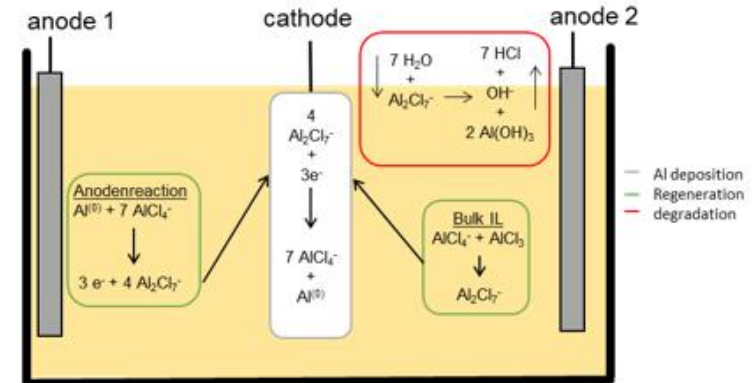 anode 1
cathode
anode 2
7 H₂O
+
Al₂Cl₇⁻ →
7 HCl
+
OH⁻
+
2 Al(OH)₃
4
Al₂Cl₇⁻
+
3e⁻
7 AlCl₄⁻
+
Al⁽⁰⁾
Anodenreaction
Al⁽⁰⁾ + 7 AlCl₄⁻
3 e⁻ + 4 Al₂Cl₇⁻
Bulk IL
AlCl₄⁻ + AlCl₃
Al₂Cl₇⁻
Al deposition
Regeneration
degradation